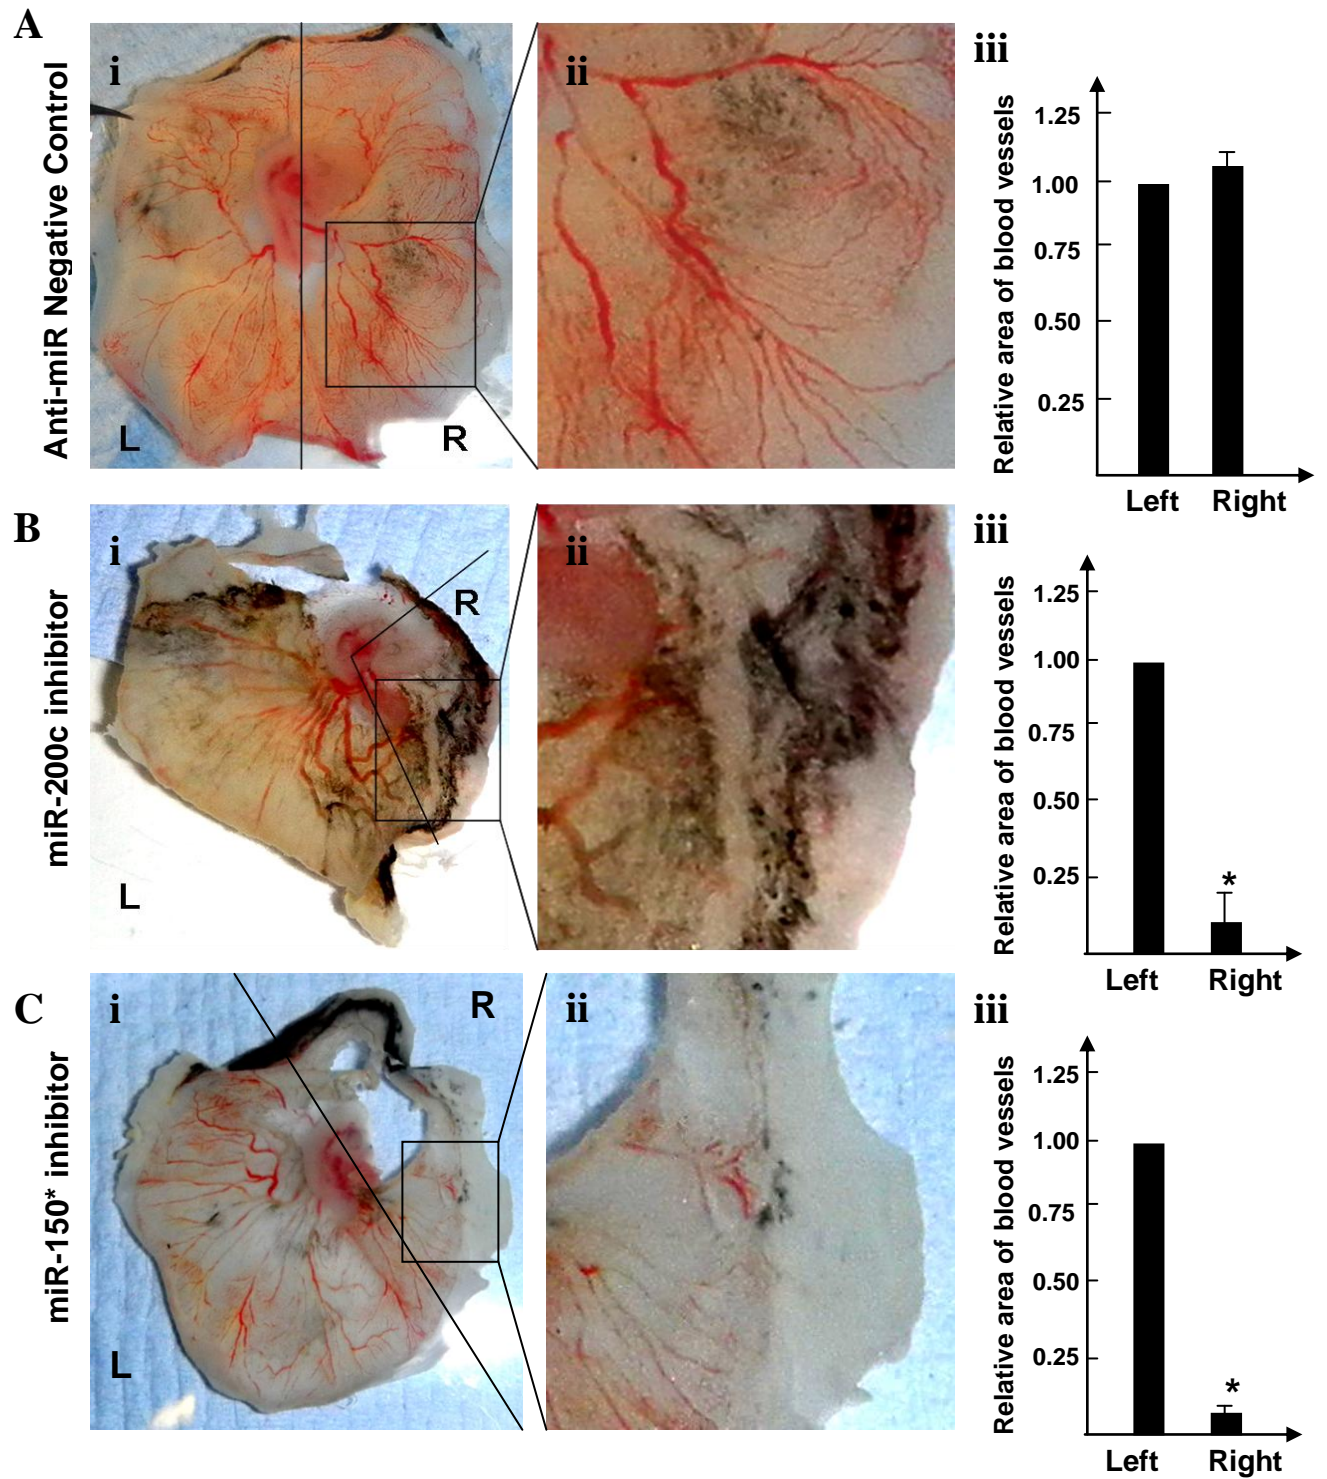 A
Anti-miR Negative Control
i
L
R
ii
iii
Relative area of blood vessels
1.25
1.00
0.75
0.50
0.25
Left Right
B
miR-200c inhibitor
i
R
L
ii
iii
Relative area of blood vessels
1.25
1.00
0.75
0.50
0.25
*
Left Right
C
miR-150* inhibitor
i
R
L
ii
iii
Relative area of blood vessels
1.25
1.00
0.75
0.50
0.25
*
Left Right